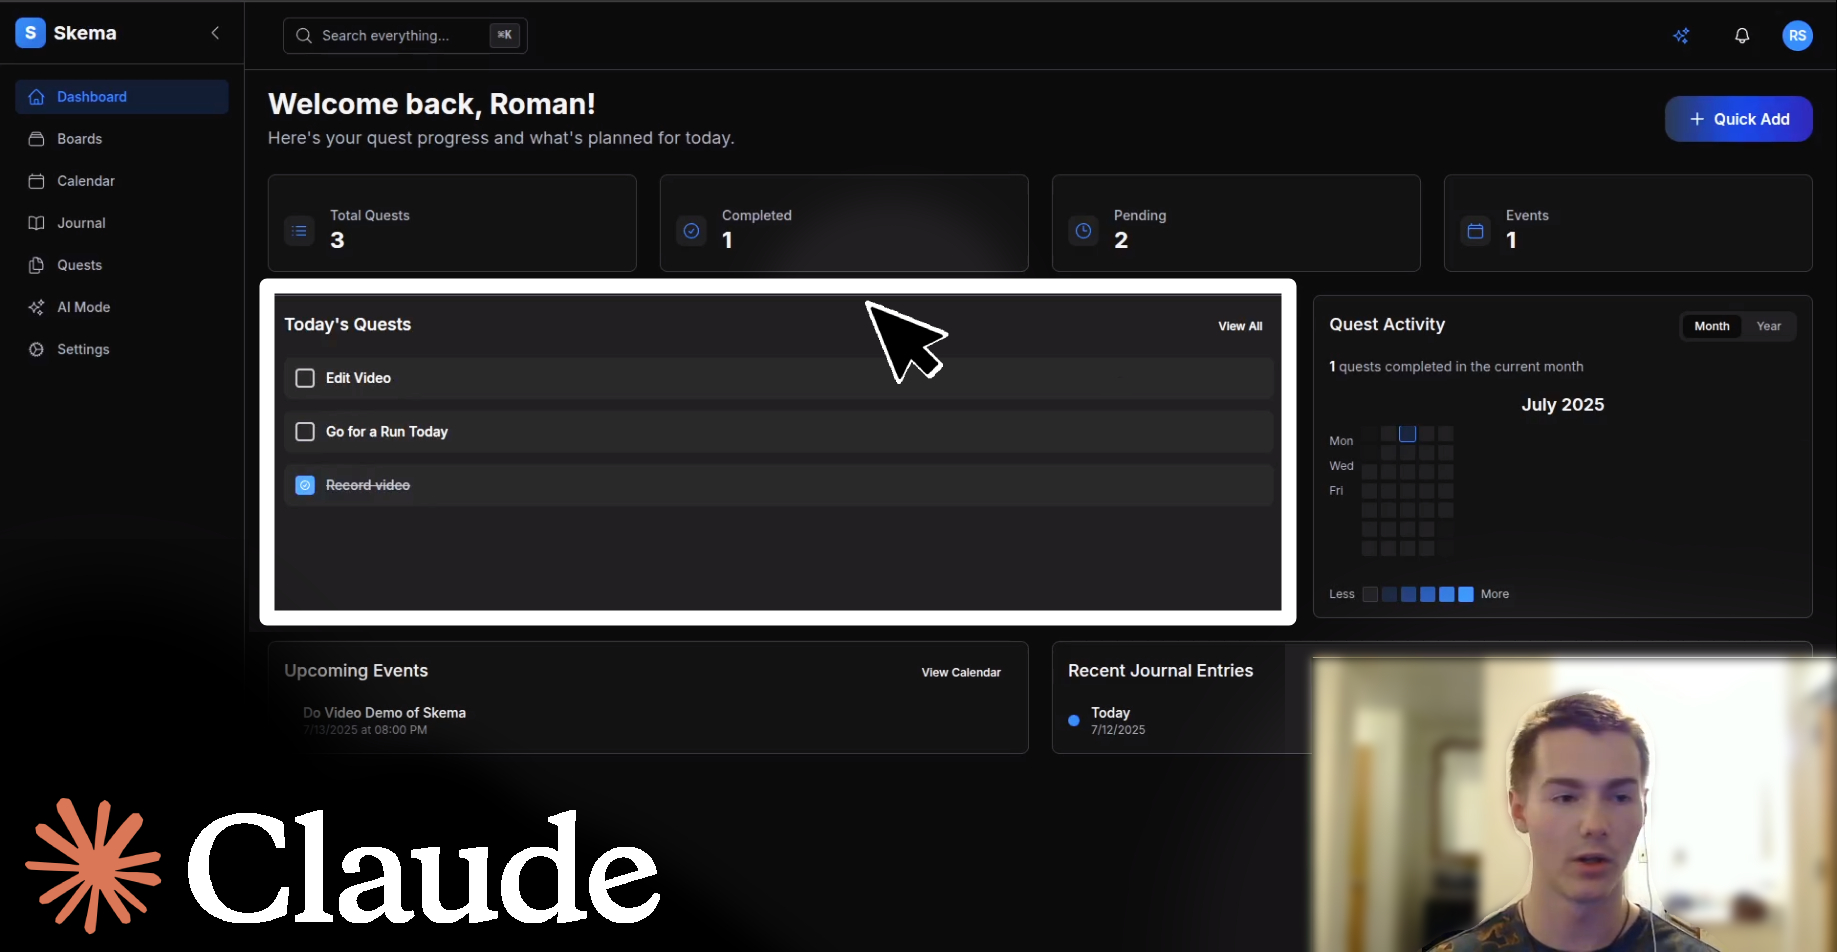 S Skema
Search everything... ⌘K
RS
Dashboard
Boards
Calendar
Journal
Quests
AI Mode
Settings
Welcome back, Roman!
Here's your quest progress and what's planned for today.
+ Quick Add
Total Quests
3
Completed
1
Pending
2
Events
1
Today's Quests
View All
Edit Video
Go for a Run Today
Record video
Quest Activity
Month Year
1 quests completed in the current month
July 2025
Mon
Wed
Fri
Less More
Upcoming Events
View Calendar
Do Video Demo of Skema
7/13/2025 at 08:00 PM
Recent Journal Entries
Today
7/12/2025
Claude